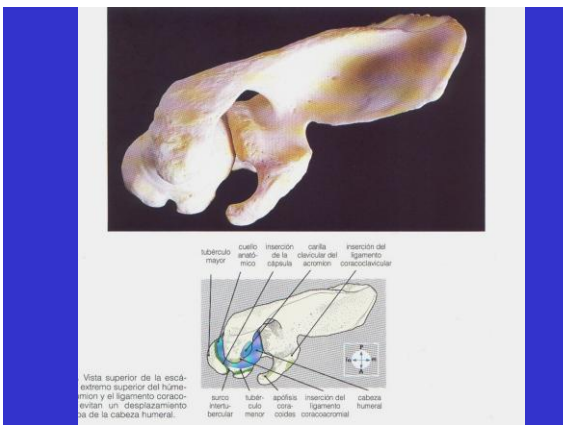 tubérculo
mayor
cuello
anató-
mico
inserción
de la
cápsula
carilla
clavicular del
acromion
inserción del
ligamento
coracoclavicular
P
M
A
. Vista superior de la escá-
extremo superior del húme-
omion y el ligamento coraco-
evitan un desplazamiento
ba de la cabeza humeral.
surco
intertu-
bercular
tubér-
culo
menor
apófisis
cora-
coides
inserción del
ligamento
coracoacromial
cabeza
humeral